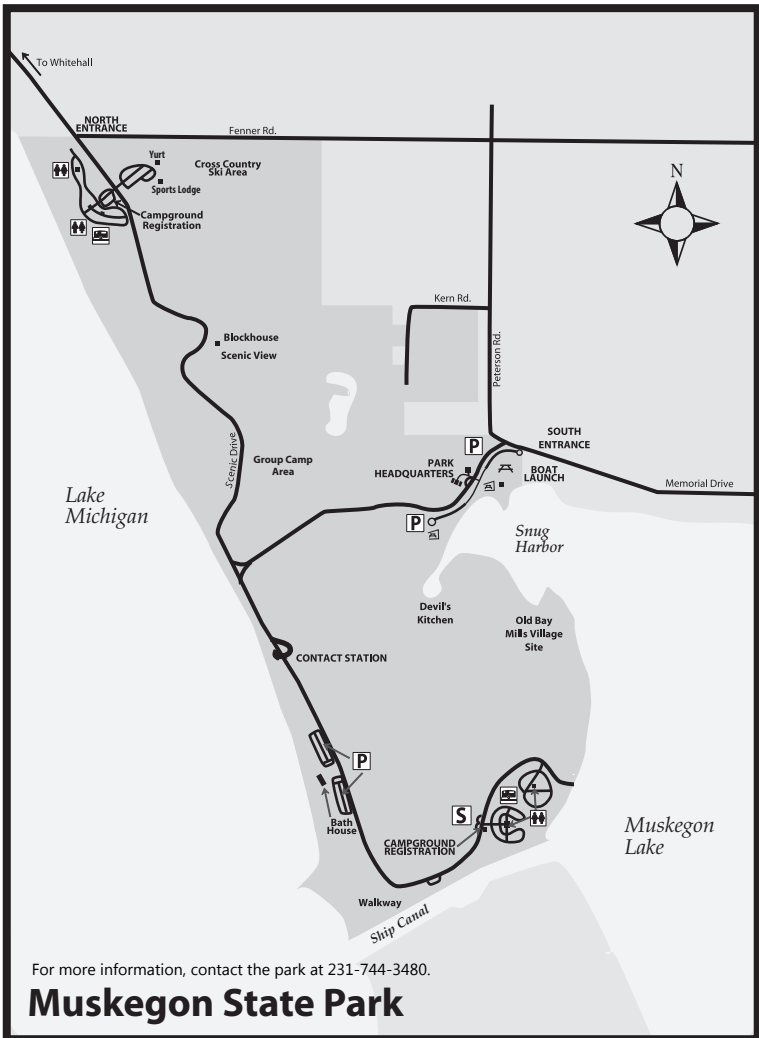 To Whitehall
NORTH
ENTRANCE
Fenner Rd.
Yurt
Cross Country
Ski Area
Sports Lodge
Campground
Registration
N
Kern Rd.
Blockhouse
Scenic View
Peterson Rd.
Scenic Drive
Group Camp
Area
P
SOUTH
ENTRANCE
PARK
HEADQUARTERS
BOAT
LAUNCH
Memorial Drive
Lake
Michigan
P
Snug
Harbor
Devil's
Kitchen
Old Bay
Mills Village
Site
CONTACT STATION
P
Bath
House
S
CAMPGROUND
REGISTRATION
Muskegon
Lake
Walkway
Ship Canal
For more information, contact the park at 231-744-3480.
Muskegon State Park